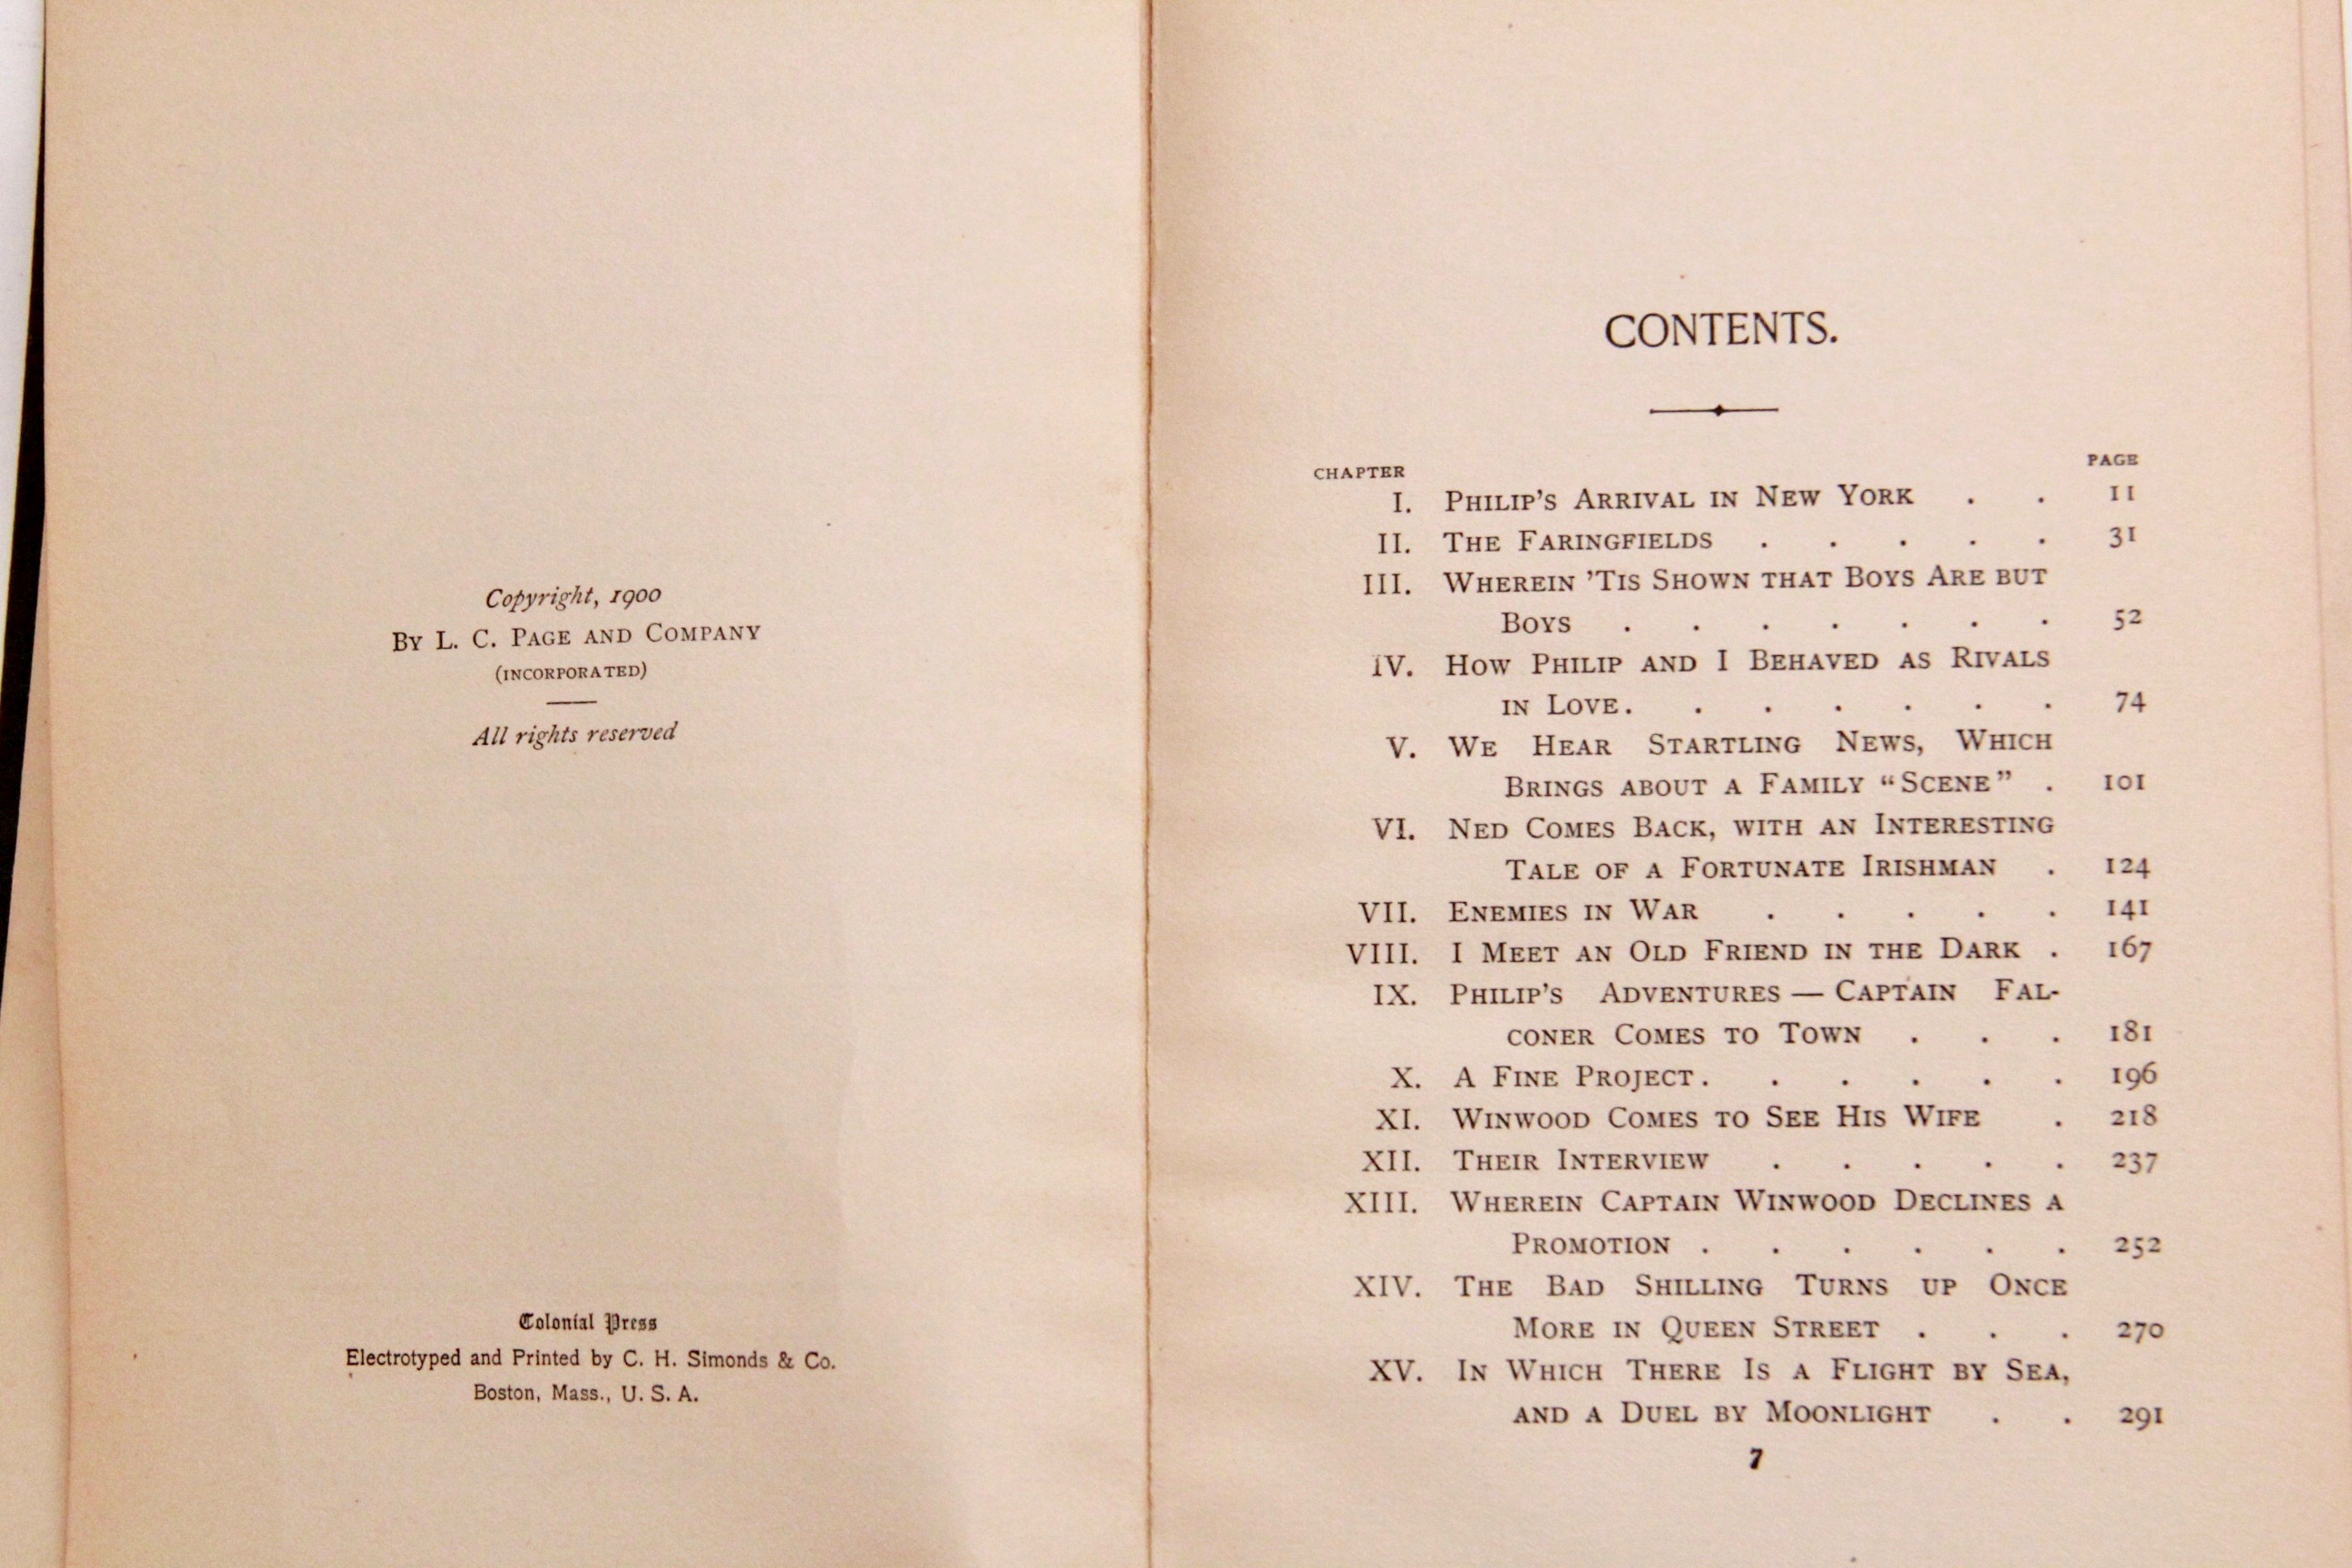 Copyright, 1900
By L. C. Page and Company
(INCORPORATED)
All rights reserved
Colonial Press
Electrotyped and Printed by C. H. Simonds & Co.
Boston, Mass., U. S. A.
CONTENTS.
CHAPTER PAGE
I. Philip's Arrival in New York . . 11
II. The Faringfields . . . . . 31
III. Wherein 'Tis Shown that Boys Are but
Boys . . . . . . . 52
IV. How Philip and I Behaved as Rivals
in Love. . . . . . . 74
V. We Hear Startling News, Which
Brings about a Family "Scene" . 101
VI. Ned Comes Back, with an Interesting
Tale of a Fortunate Irishman . 124
VII. Enemies in War . . . . . 141
VIII. I Meet an Old Friend in the Dark . 167
IX. Philip's Adventures — Captain Fal-
coner Comes to Town . . . 181
X. A Fine Project. . . . . . 196
XI. Winwood Comes to See His Wife . 218
XII. Their Interview . . . . . 237
XIII. Wherein Captain Winwood Declines a
Promotion . . . . . . 252
XIV. The Bad Shilling Turns up Once
More in Queen Street . . . 270
XV. In Which There Is a Flight by Sea,
and a Duel by Moonlight . . 291
7